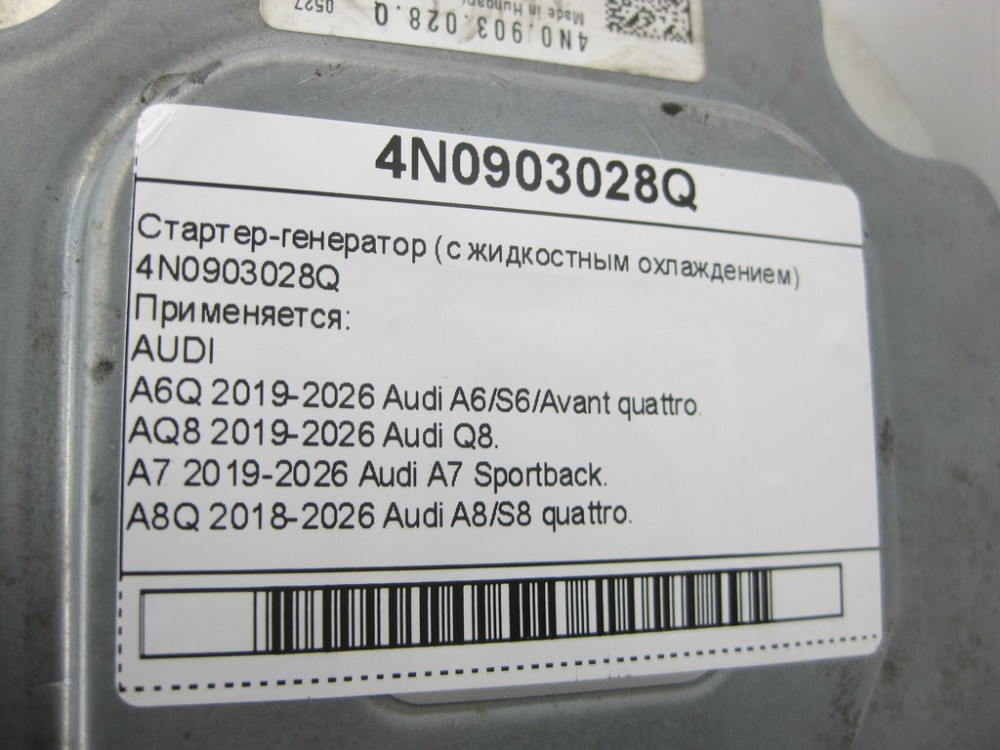 0527
Made in Hungary
4N0.903.028.Q
4N0903028Q
Стартер-генератор (с жидкостным охлаждением)
4N0903028Q
Применяется:
AUDI
A6Q 2019-2026 Audi A6/S6/Avant quattro.
AQ8 2019-2026 Audi Q8.
A7 2019-2026 Audi A7 Sportback.
A8Q 2018-2026 Audi A8/S8 quattro.